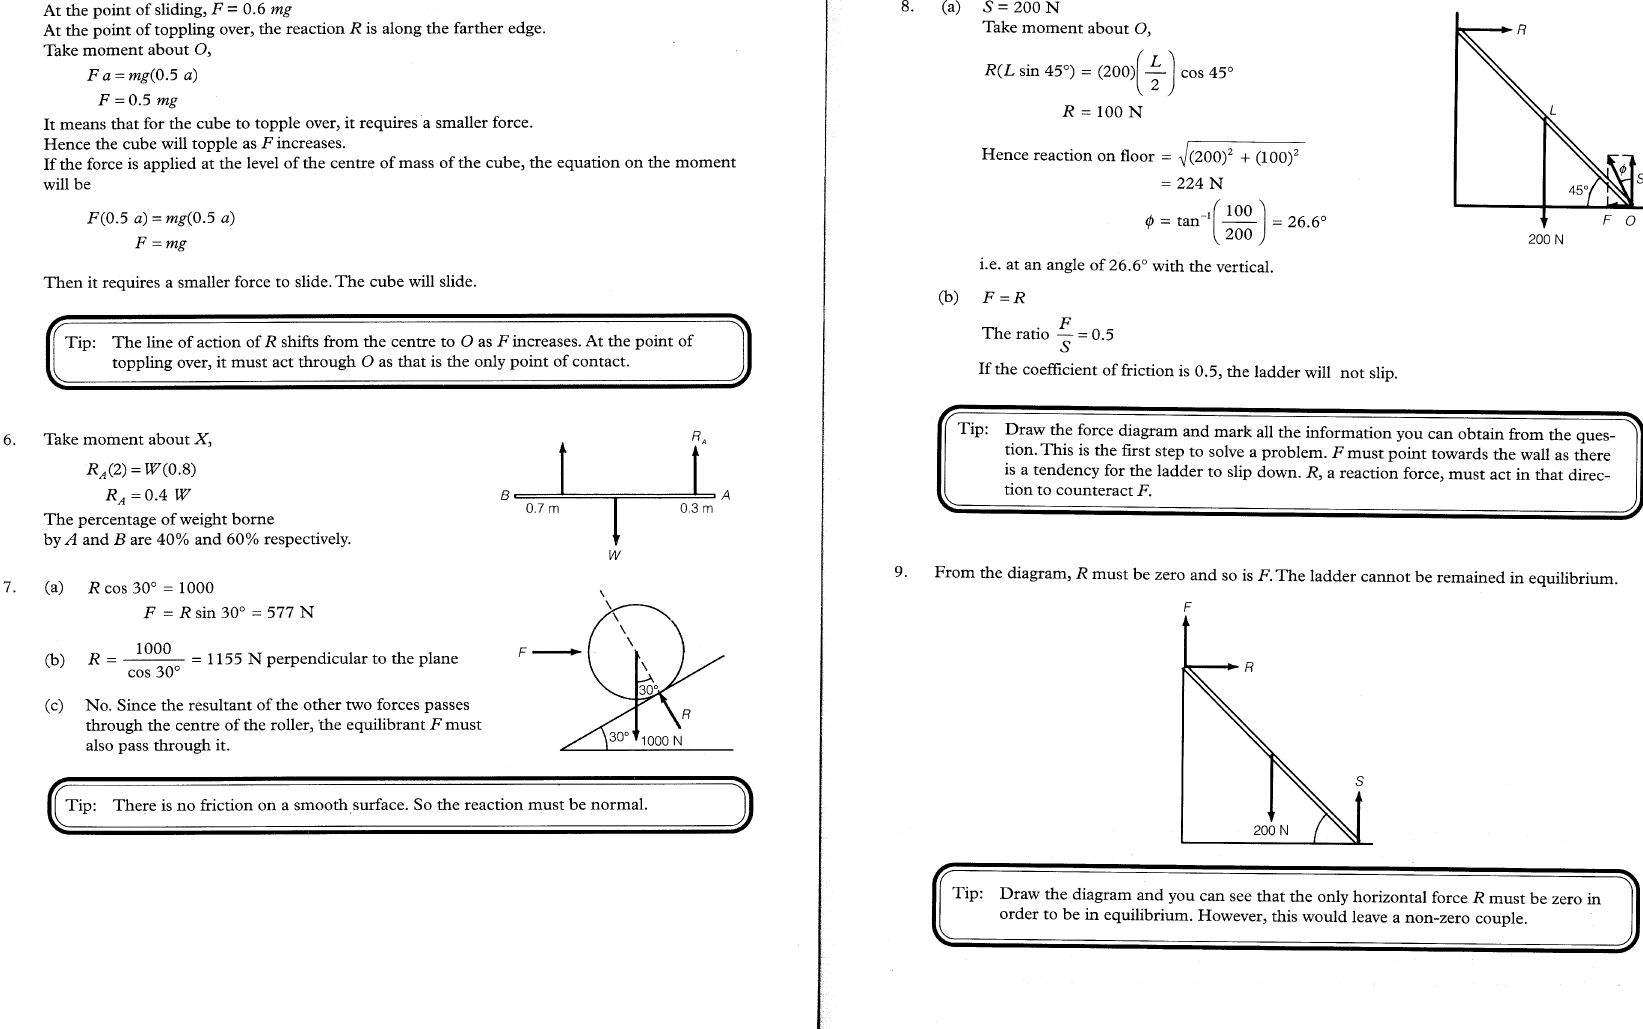 At the point of sliding, F = 0.6 mg
At the point of toppling over, the reaction R is along the farther edge.
Take moment about O,
F a = mg(0.5 a)
F = 0.5 mg
It means that for the cube to topple over, it requires a smaller force.
Hence the cube will topple as F increases.
If the force is applied at the level of the centre of mass of the cube, the equation on the moment
will be
F(0.5 a) = mg(0.5 a)
F = mg
Then it requires a smaller force to slide. The cube will slide.
Tip: The line of action of R shifts from the centre to O as F increases. At the point of
toppling over, it must act through O as that is the only point of contact.
6. Take moment about X,
R_A(2) = W(0.8)
R_A = 0.4 W
The percentage of weight borne
by A and B are 40% and 60% respectively.
R_A
B A
0.7 m 0.3 m
W
7. (a) R cos 30° = 1000
F = R sin 30° = 577 N
(b) R = 1000 / cos 30° = 1155 N perpendicular to the plane
(c) No. Since the resultant of the other two forces passes
through the centre of the roller, the equilibrant F must
also pass through it.
F
30°
R
30° 1000 N
Tip: There is no friction on a smooth surface. So the reaction must be normal.
8. (a) S = 200 N
Take moment about O,
R(L sin 45°) = (200)(L/2) cos 45°
R = 100 N
Hence reaction on floor = √(200)² + (100)²
= 224 N
φ = tan⁻¹(100/200) = 26.6°
i.e. at an angle of 26.6° with the vertical.
R
L
φ S
45°
F O
200 N
(b) F = R
The ratio F/S = 0.5
If the coefficient of friction is 0.5, the ladder will not slip.
Tip: Draw the force diagram and mark all the information you can obtain from the ques-
tion. This is the first step to solve a problem. F must point towards the wall as there
is a tendency for the ladder to slip down. R, a reaction force, must act in that direc-
tion to counteract F.
9. From the diagram, R must be zero and so is F. The ladder cannot be remained in equilibrium.
F
R
S
200 N
Tip: Draw the diagram and you can see that the only horizontal force R must be zero in
order to be in equilibrium. However, this would leave a non-zero couple.